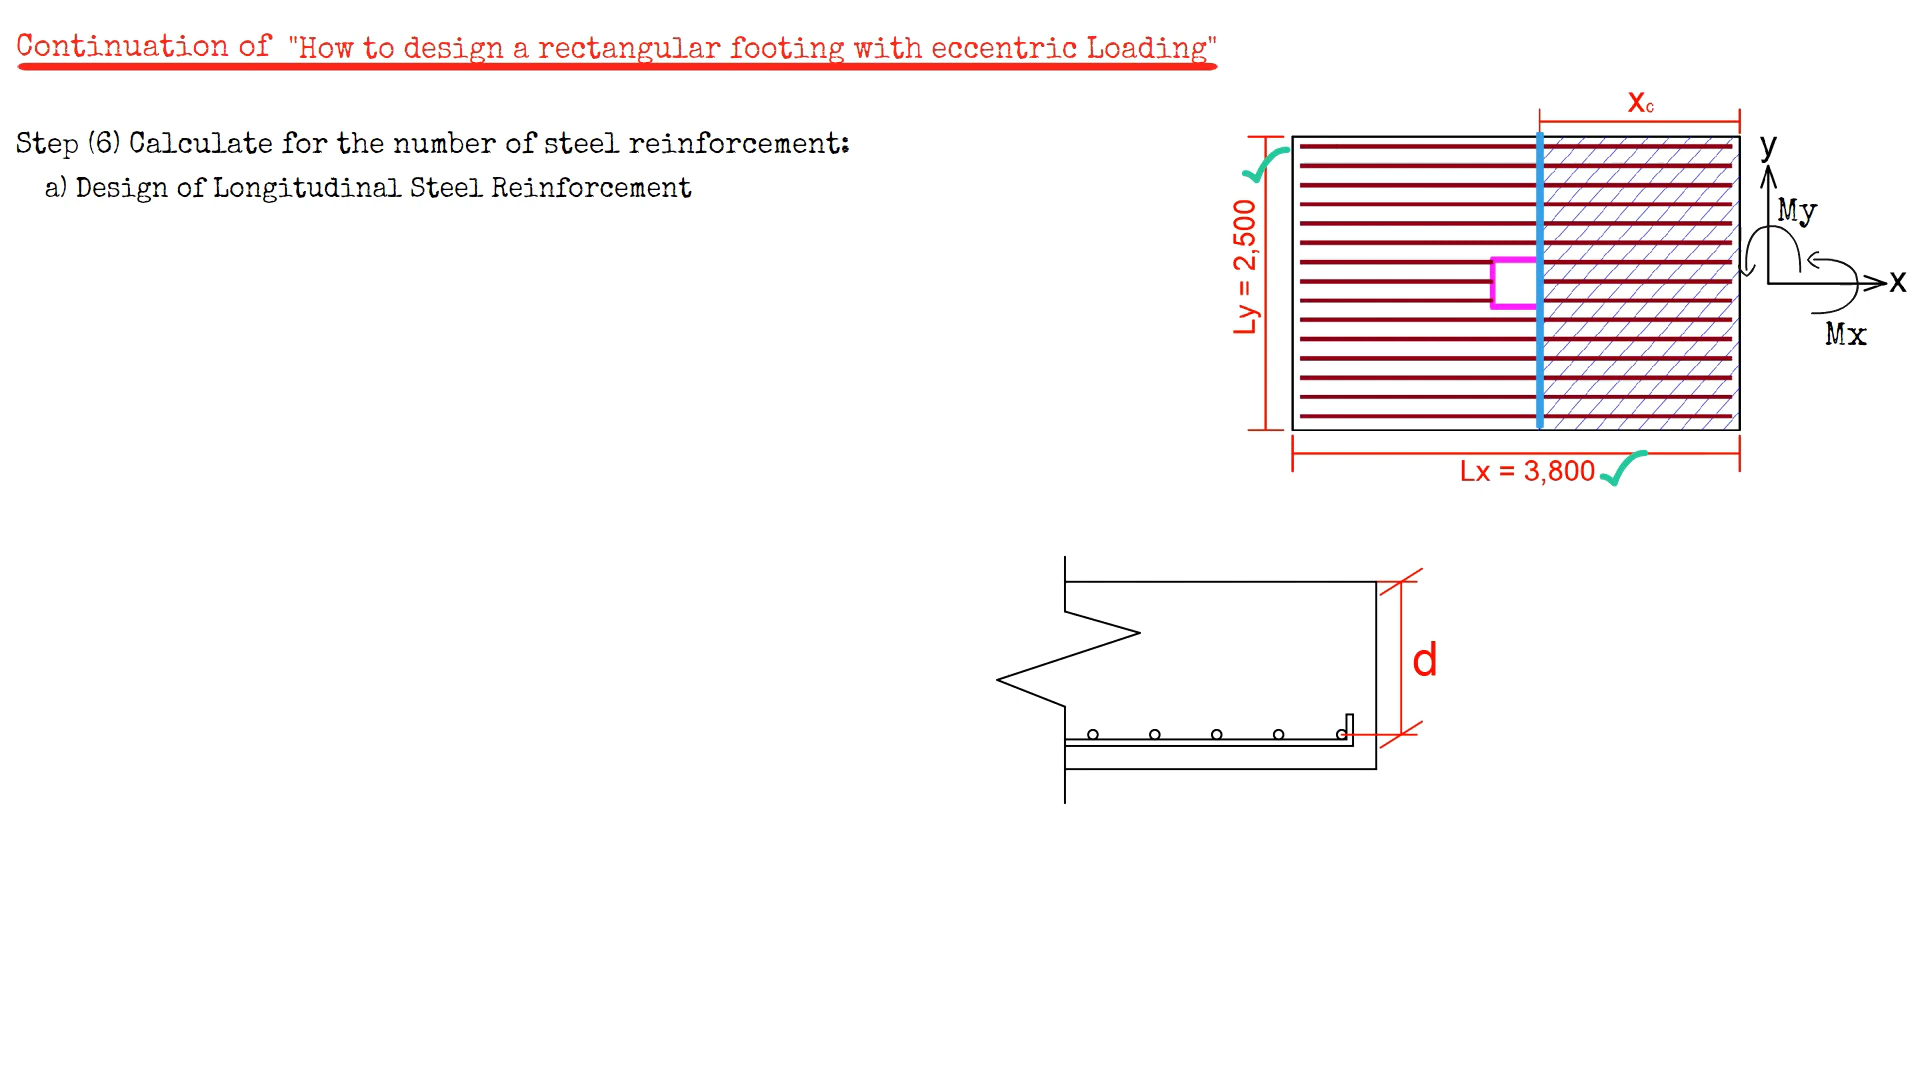 Continuation of "How to design a rectangular footing with eccentric Loading"
Step (6) Calculate for the number of steel reinforcement:
a) Design of Longitudinal Steel Reinforcement
Xc
y
My
Ly = 2,500
X
Mx
Lx = 3,800
d